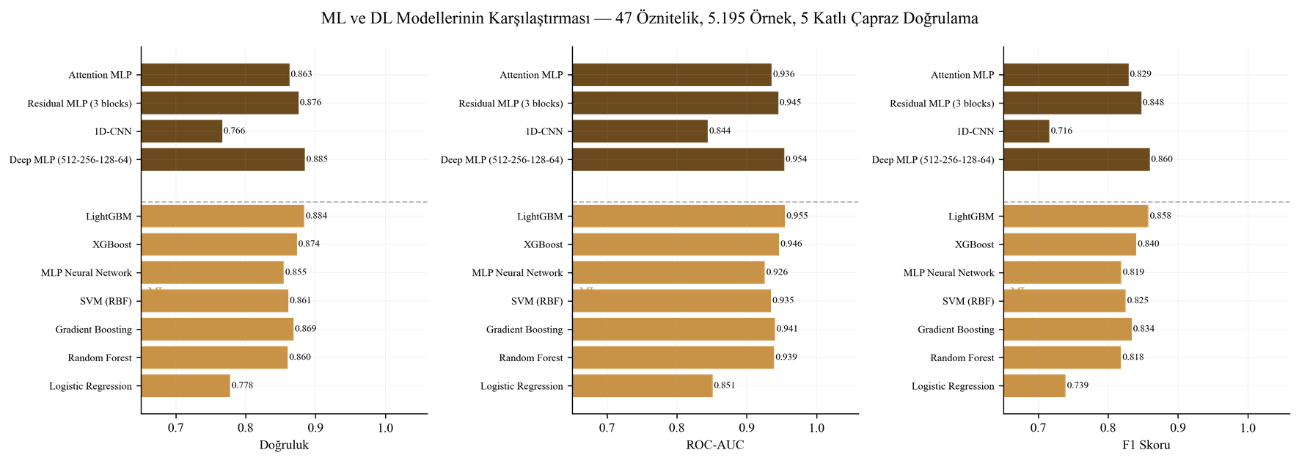 ML ve DL Modellerinin Karşılaştırması — 47 Öznitelik, 5.195 Örnek, 5 Katlı Çapraz Doğrulama
Attention MLP 0.863
Residual MLP (3 blocks) 0.876
1D-CNN 0.766
Deep MLP (512-256-128-64) 0.885
LightGBM 0.884
XGBoost 0.874
MLP Neural Network 0.855
SVM (RBF) 0.861
Gradient Boosting 0.869
Random Forest 0.860
Logistic Regression 0.778
0.7 0.8 0.9 1.0
Doğruluk
Attention MLP 0.936
Residual MLP (3 blocks) 0.945
1D-CNN 0.844
Deep MLP (512-256-128-64) 0.954
LightGBM 0.955
XGBoost 0.946
MLP Neural Network 0.926
SVM (RBF) 0.935
Gradient Boosting 0.941
Random Forest 0.939
Logistic Regression 0.851
0.7 0.8 0.9 1.0
ROC-AUC
Attention MLP 0.829
Residual MLP (3 blocks) 0.848
1D-CNN 0.716
Deep MLP (512-256-128-64) 0.860
LightGBM 0.858
XGBoost 0.840
MLP Neural Network 0.819
SVM (RBF) 0.825
Gradient Boosting 0.834
Random Forest 0.818
Logistic Regression 0.739
0.7 0.8 0.9 1.0
F1 Skoru